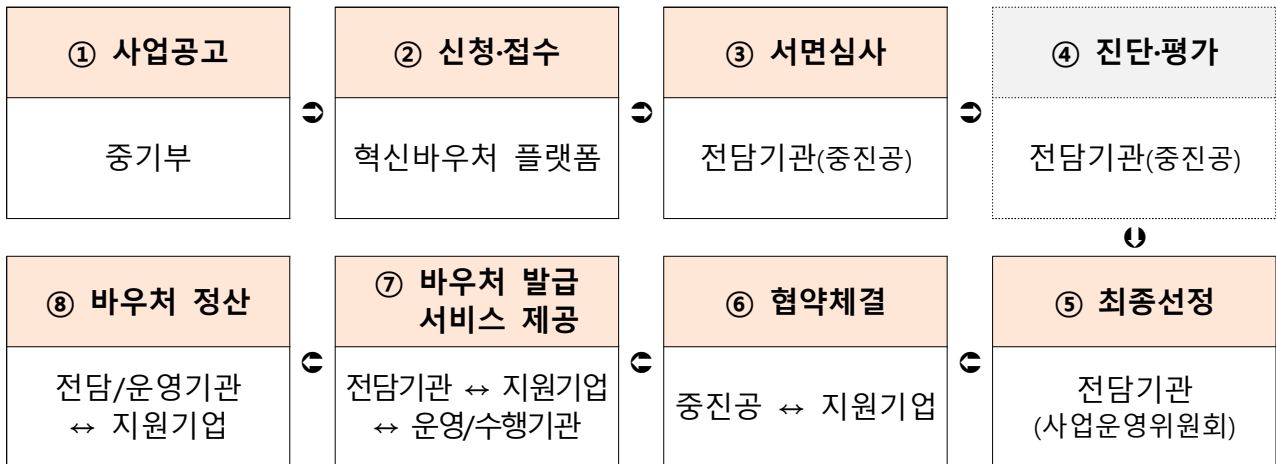 ① 사업공고
중기부
② 신청·접수
혁신바우처 플랫폼
③ 서면심사
전담기관(중진공)
④ 진단·평가
전담기관(중진공)
⑤ 최종선정
전담기관
(사업운영위원회)
⑥ 협약체결
중진공 ↔ 지원기업
⑦ 바우처 발급
서비스 제공
전담기관 ↔ 지원기업
↔ 운영/수행기관
⑧ 바우처 정산
전담/운영기관
↔ 지원기업